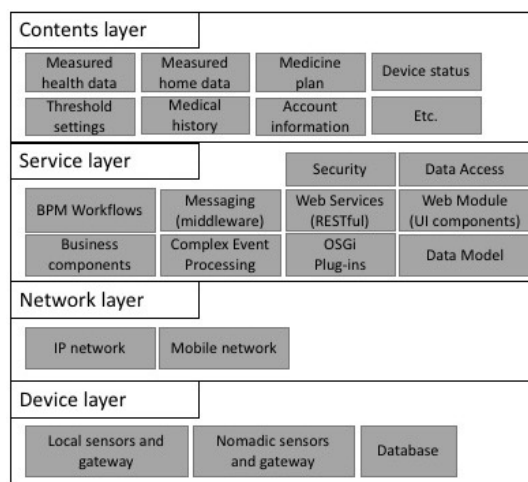 Contents layer
Measured
health data
Measured
home data
Medicine
plan
Device status
Threshold
settings
Medical
history
Account
information
Etc.
Service layer
Security
Data Access
BPM Workflows
Messaging
(middleware)
Web Services
(RESTful)
Web Module
(UI components)
Business
components
Complex Event
Processing
OSGi
Plug-ins
Data Model
Network layer
IP network
Mobile network
Device layer
Local sensors and
gateway
Nomadic sensors
and gateway
Database